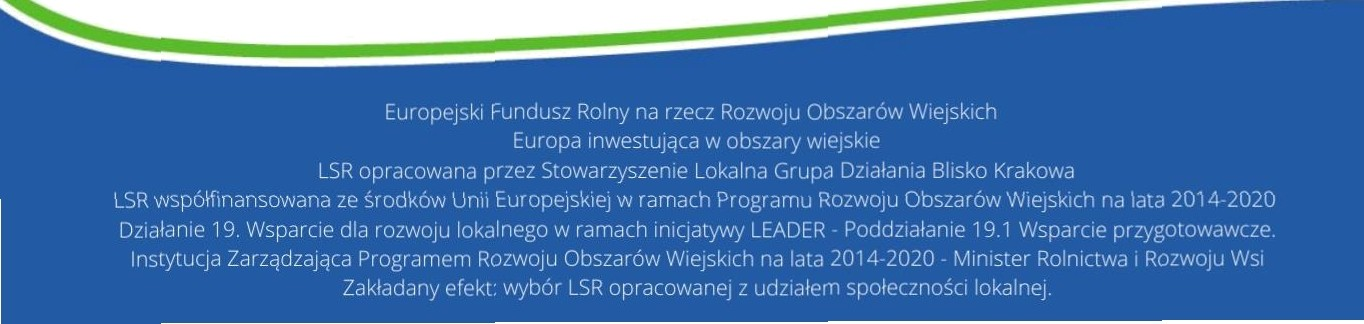 Europejski Fundusz Rolny na rzecz Rozwoju Obszarów Wiejskich
Europa inwestująca w obszary wiejskie
LSR opracowana przez Stowarzyszenie Lokalna Grupa Działania Blisko Krakowa
LSR współfinansowana ze środków Unii Europejskiej w ramach Programu Rozwoju Obszarów Wiejskich na lata 2014-2020
Działanie 19. Wsparcie dla rozwoju lokalnego w ramach inicjatywy LEADER - Poddziałanie 19.1 Wsparcie przygotowawcze.
Instytucja Zarządzająca Programem Rozwoju Obszarów Wiejskich na lata 2014-2020 - Minister Rolnictwa i Rozwoju Wsi
Zakładany efekt: wybór LSR opracowanej z udziałem społeczności lokalnej.